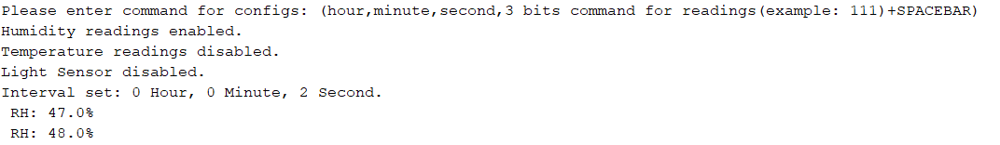 Please enter command for configs: (hour,minute,second,3 bits command for readings(example: 111)+SPACEBAR)
Humidity readings enabled.
Temperature readings disabled.
Light Sensor disabled.
Interval set: 0 Hour, 0 Minute, 2 Second.
RH: 47.0%
RH: 48.0%